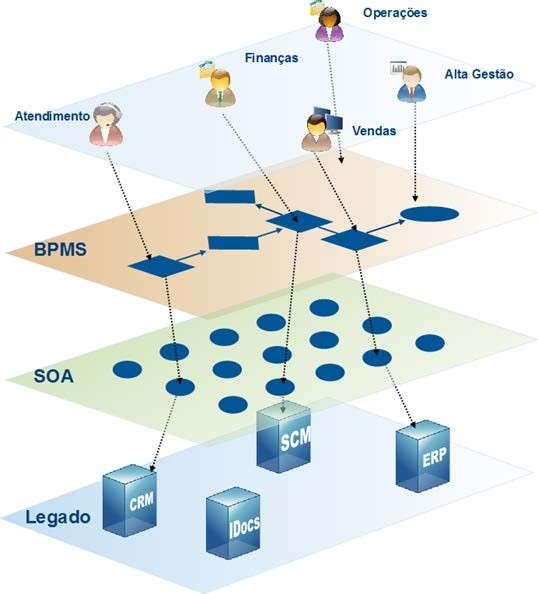 Operações
Finanças
Alta Gestão
Atendimento
Vendas
BPMS
SOA
SCM
ERP
CRM
Legado
IDocs